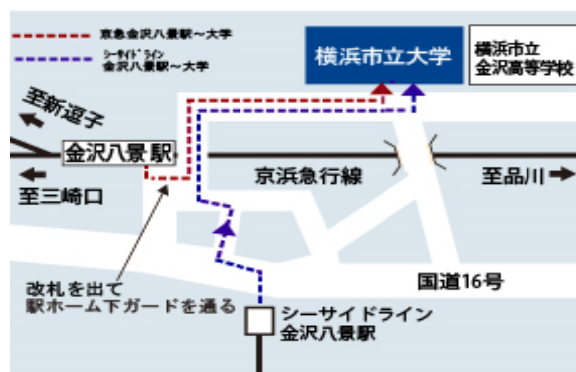 京急金沢八景駅～大学
シーサイドライン
金沢八景駅～大学
横浜市立大学
横浜市立
金沢高等学校
至新逗子
金沢八景駅
京浜急行線
至品川
至三崎口
改札を出て
駅ホーム下ガードを通る
国道16号
シーサイドライン
金沢八景駅